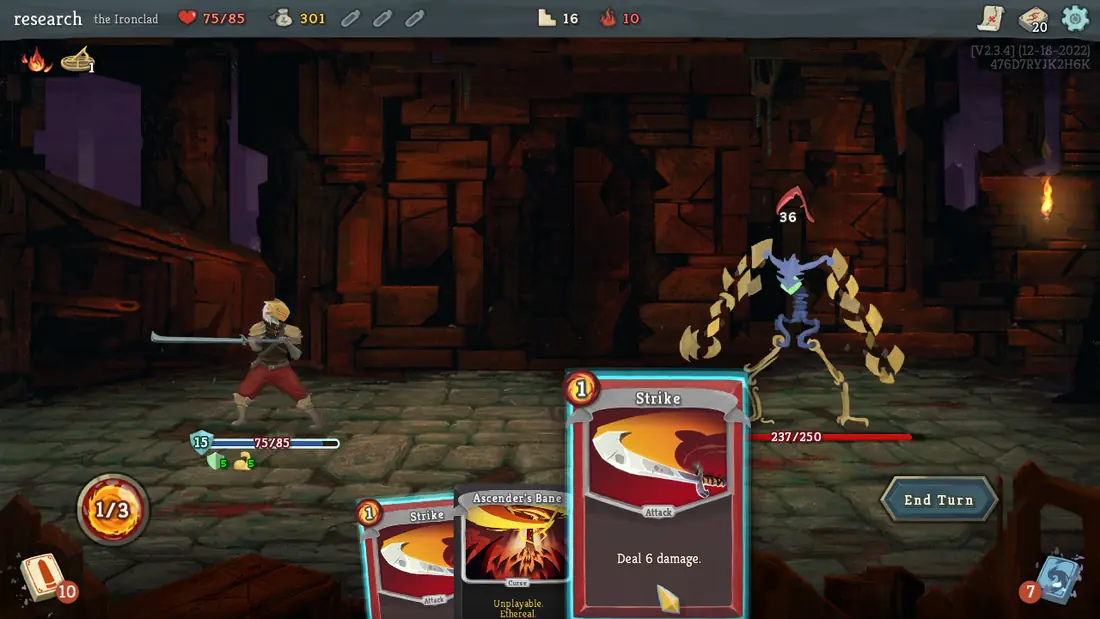 research the Ironclad 75/85 301 16 10 20
[V2.3.4] (12-18-2022)
476D7RYJK2H6K
1
36
15 75/85
5 5
237/250
1/3
1 Strike
Attack
Ascender's Bane
Curse
Unplayable.
Ethereal.
1 Strike
Attack
Deal 6 damage.
End Turn
10
7